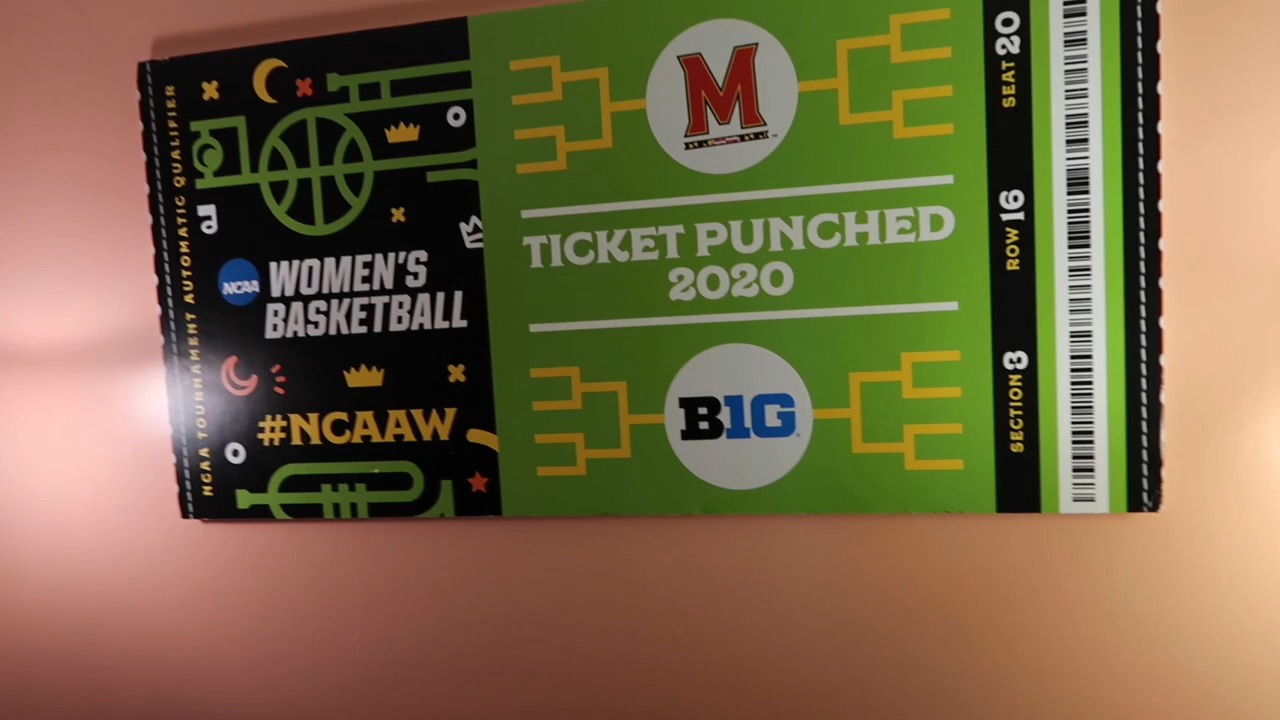 NCAA TOURNAMENT AUTOMATIC QUALIFIER
NCAA
WOMEN'S
BASKETBALL
#NCAAW
M
TICKET PUNCHED
2020
B1G
SECTION 3
ROW 16
SEAT 20